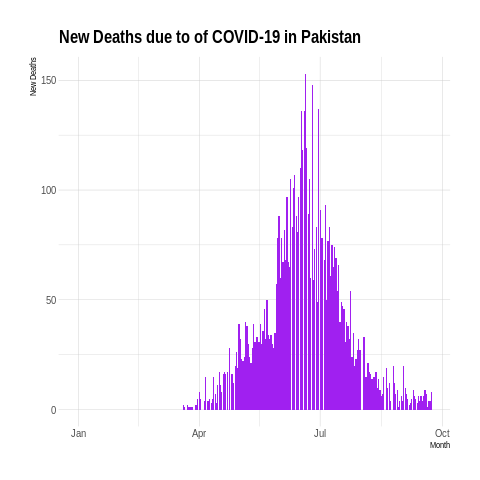 New Deaths due to of COVID-19 in Pakistan
New Deaths
150
100
50
0
Jan
Apr
Jul
Oct
Month